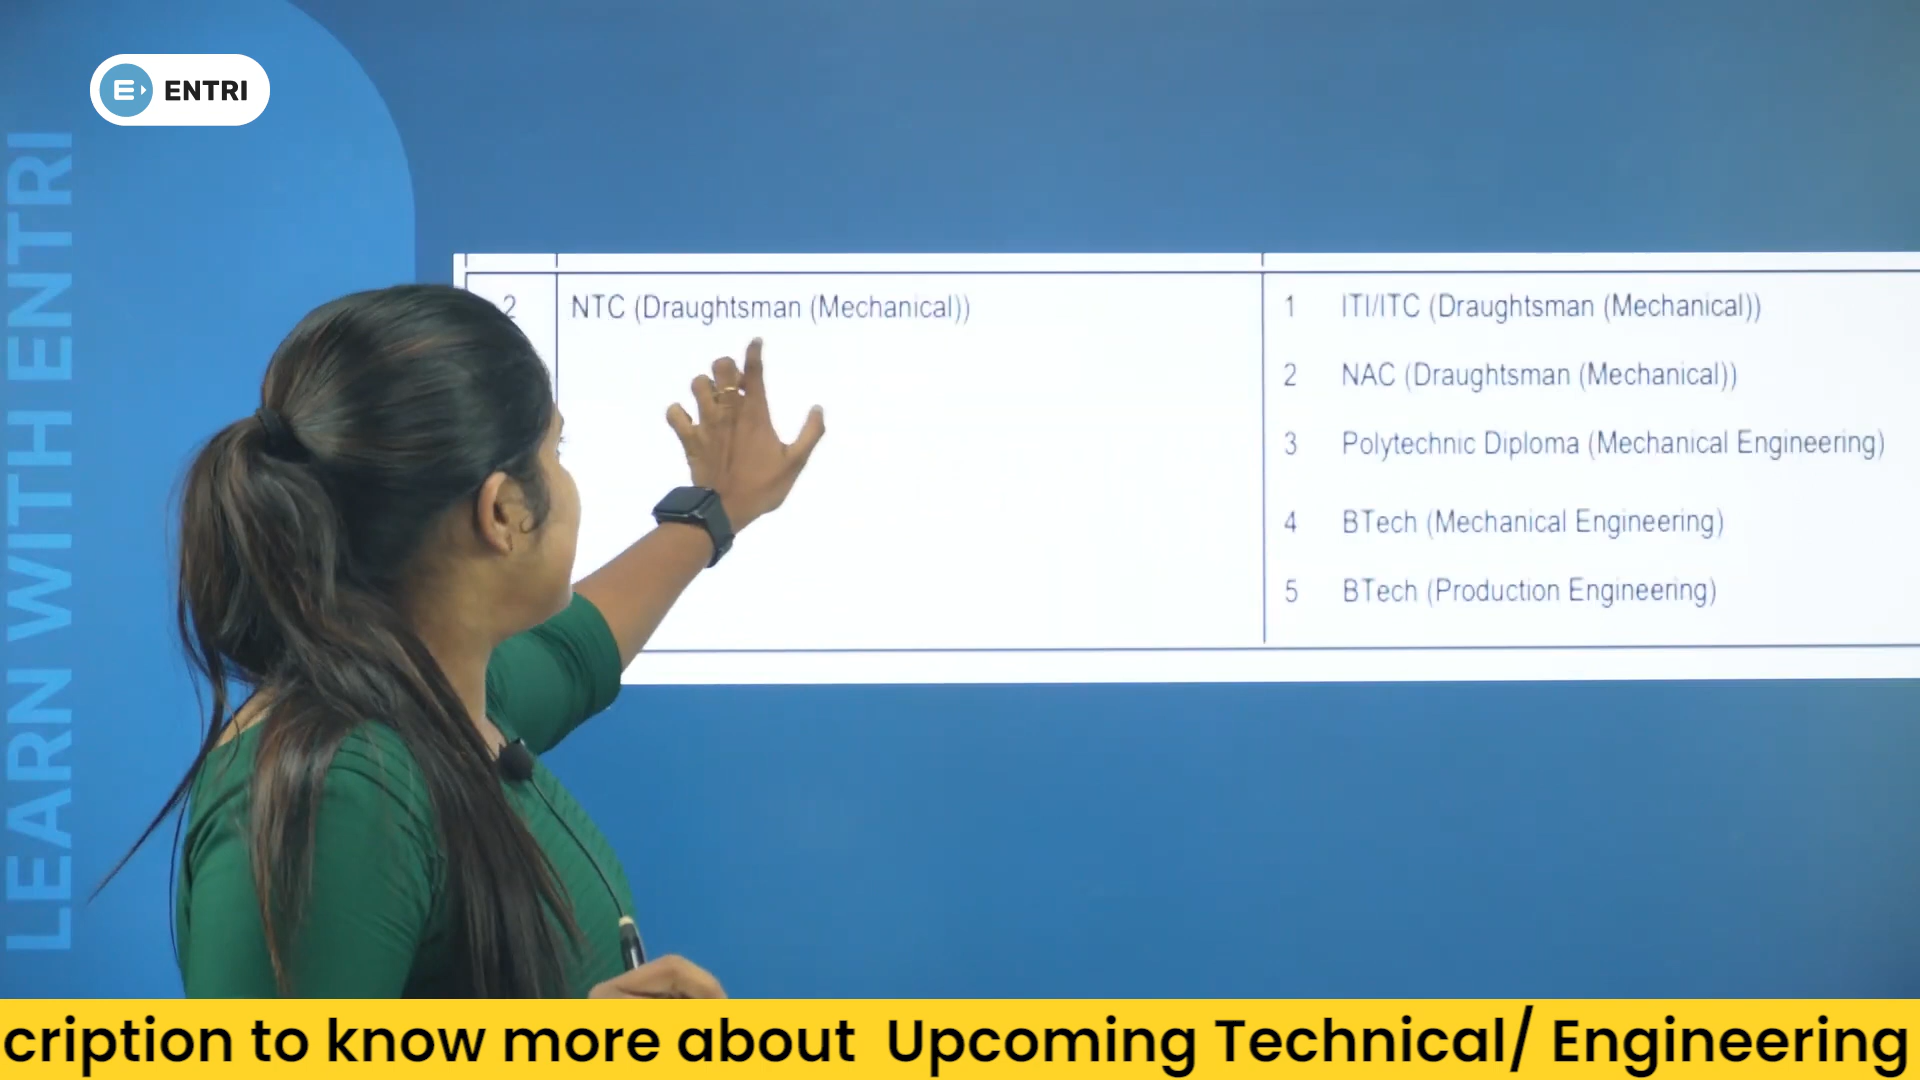 ENTRI
LEARN WITH ENTRI
2 NTC (Draughtsman (Mechanical))
1 ITI/ITC (Draughtsman (Mechanical))
2 NAC (Draughtsman (Mechanical))
3 Polytechnic Diploma (Mechanical Engineering)
4 BTech (Mechanical Engineering)
5 BTech (Production Engineering)
cription to know more about Upcoming Technical/ Engineering